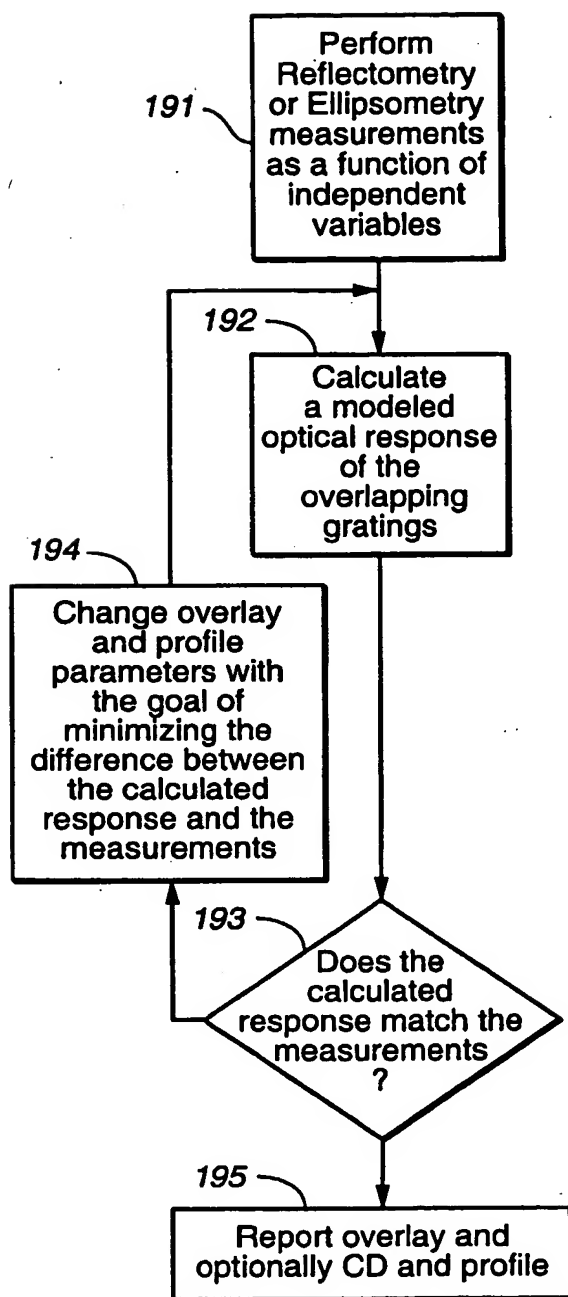 191
Perform
Reflectometry
or Ellipsometry
measurements
as a function of
independent
variables
192
Calculate
a modeled
optical response
of the
overlapping
gratings
194
Change overlay
and profile
parameters with
the goal of
minimizing the
difference between
the calculated
response and the
measurements
193
Does the
calculated
response match the
measurements
?
195
Report overlay and
optionally CD and profile